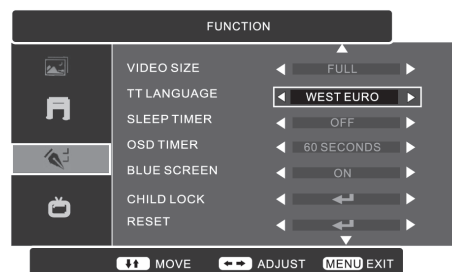 FUNCTION
VIDEO SIZE FULL
TT LANGUAGE WEST EURO
SLEEP TIMER OFF
OSD TIMER 60 SECONDS
BLUE SCREEN ON
CHILD LOCK
RESET
MOVE ADJUST MENU EXIT